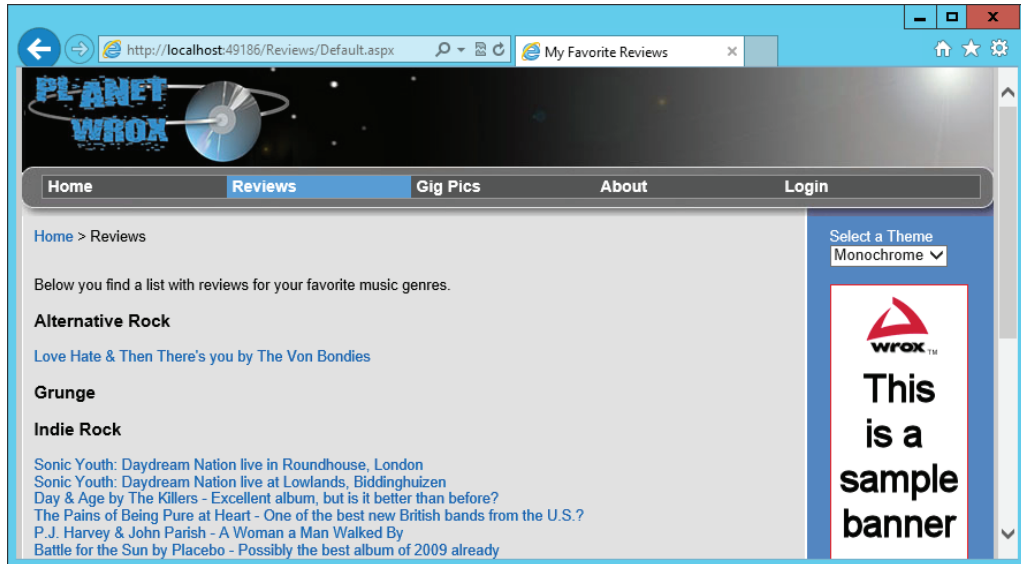 http://localhost:49186/Reviews/Default.aspx
My Favorite Reviews
PLANET
WROX
Home Reviews Gig Pics About Login
Home > Reviews
Select a Theme
Monochrome
Below you find a list with reviews for your favorite music genres.
Alternative Rock
Love Hate & Then There's you by The Von Bondies
Grunge
Indie Rock
Sonic Youth: Daydream Nation live in Roundhouse, London
Sonic Youth: Daydream Nation live at Lowlands, Biddinghuizen
Day & Age by The Killers - Excellent album, but is it better than before?
The Pains of Being Pure at Heart - One of the best new British bands from the U.S.?
P.J. Harvey & John Parish - A Woman a Man Walked By
Battle for the Sun by Placebo - Possibly the best album of 2009 already
wrox TM
This
is a
sample
banner